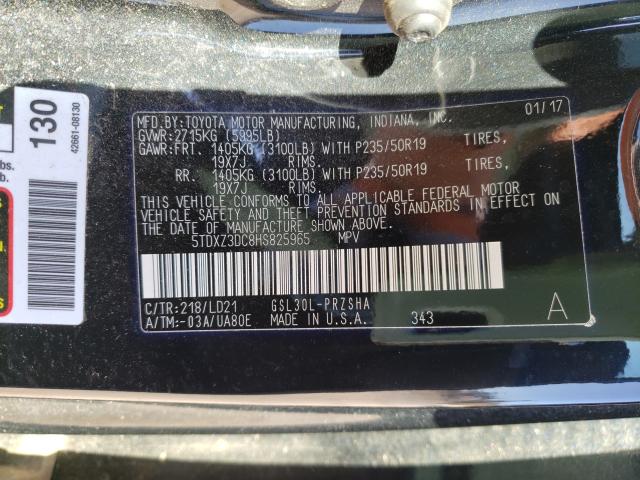 MFD. BY: TOYOTA MOTOR MANUFACTURING, INDIANA, INC. 01/17
GVWR: 2715KG (5995LB)
GAWR: FRT. 1405KG (3100LB) WITH P235/50R19 TIRES,
19X7J RIMS.
RR. 1405KG (3100LB) WITH P235/50R19 TIRES,
19X7J RIMS.
THIS VEHICLE CONFORMS TO ALL APPLICABLE FEDERAL MOTOR
VEHICLE SAFETY AND THEFT PREVENTION STANDARDS IN EFFECT ON
THE DATE OF MANUFACTURE SHOWN ABOVE.
5TDXZ3DC8HS825965 MPV
C/TR: 218/LD21 GSL30L-PRZSHA
A/TM: -03A/UA80E MADE IN U.S.A. 343 A
130
42661-08130
lbs.
b.